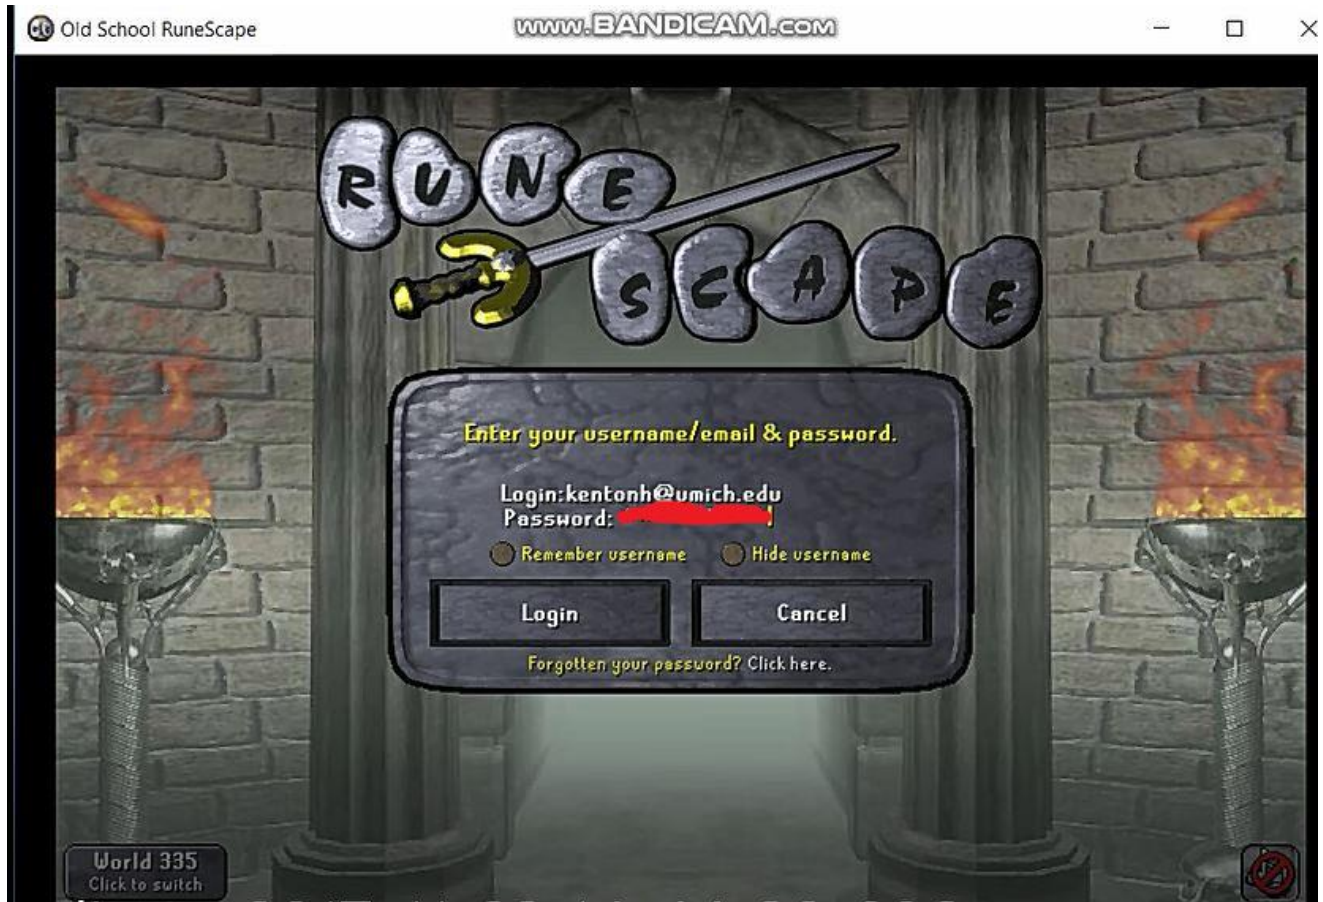 Old School RuneScape
www.BANDICAM.com
RUNE
SCAPE
Enter your username/email & password.
Login:kentonh@umich.edu
Password:
Remember username Hide username
Login Cancel
Forgotten your password? Click here.
World 335
Click to switch